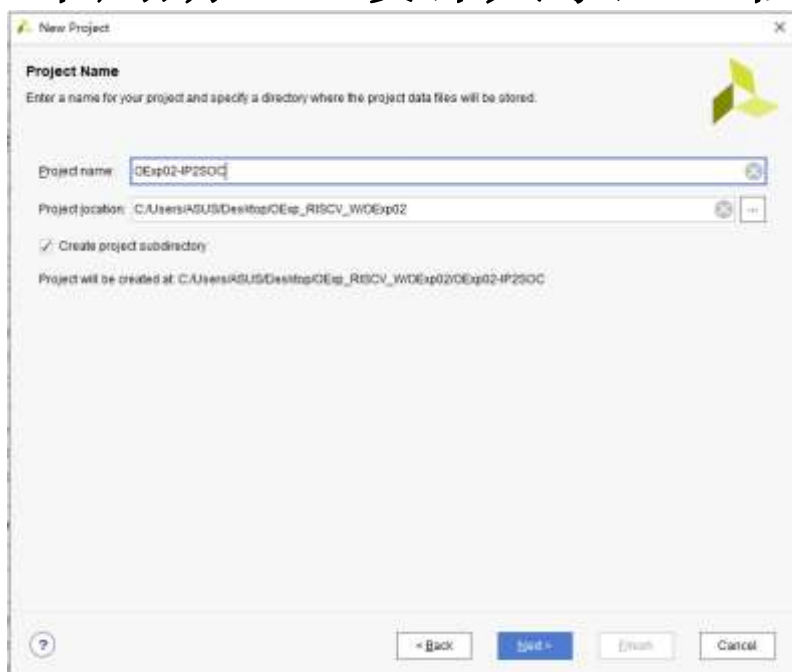 New Project
Project Name
Enter a name for your project and specify a directory where the project data files will be stored.
Project name: OExp02-IP2SOC
Project location: C:/Users/ASUS/Desktop/OExp_RISCV_W/OExp02
...
Create project subdirectory
Project will be created at: C:/Users/ASUS/Desktop/OExp_RISCV_W/OExp02/OExp02-IP2SOC
?
< Back
Next >
Finish
Cancel